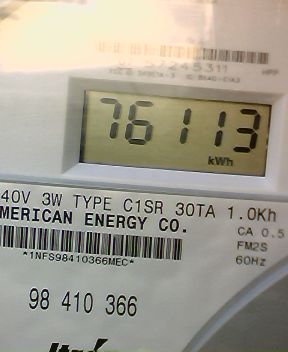 57245311
76113
kWh
40V 3W TYPE C1SR 30TA 1.0Kh
MERICAN ENERGY CO.
CA 0.5
FM2S
60Hz
*1NFS98410366MEC*
98 410 366